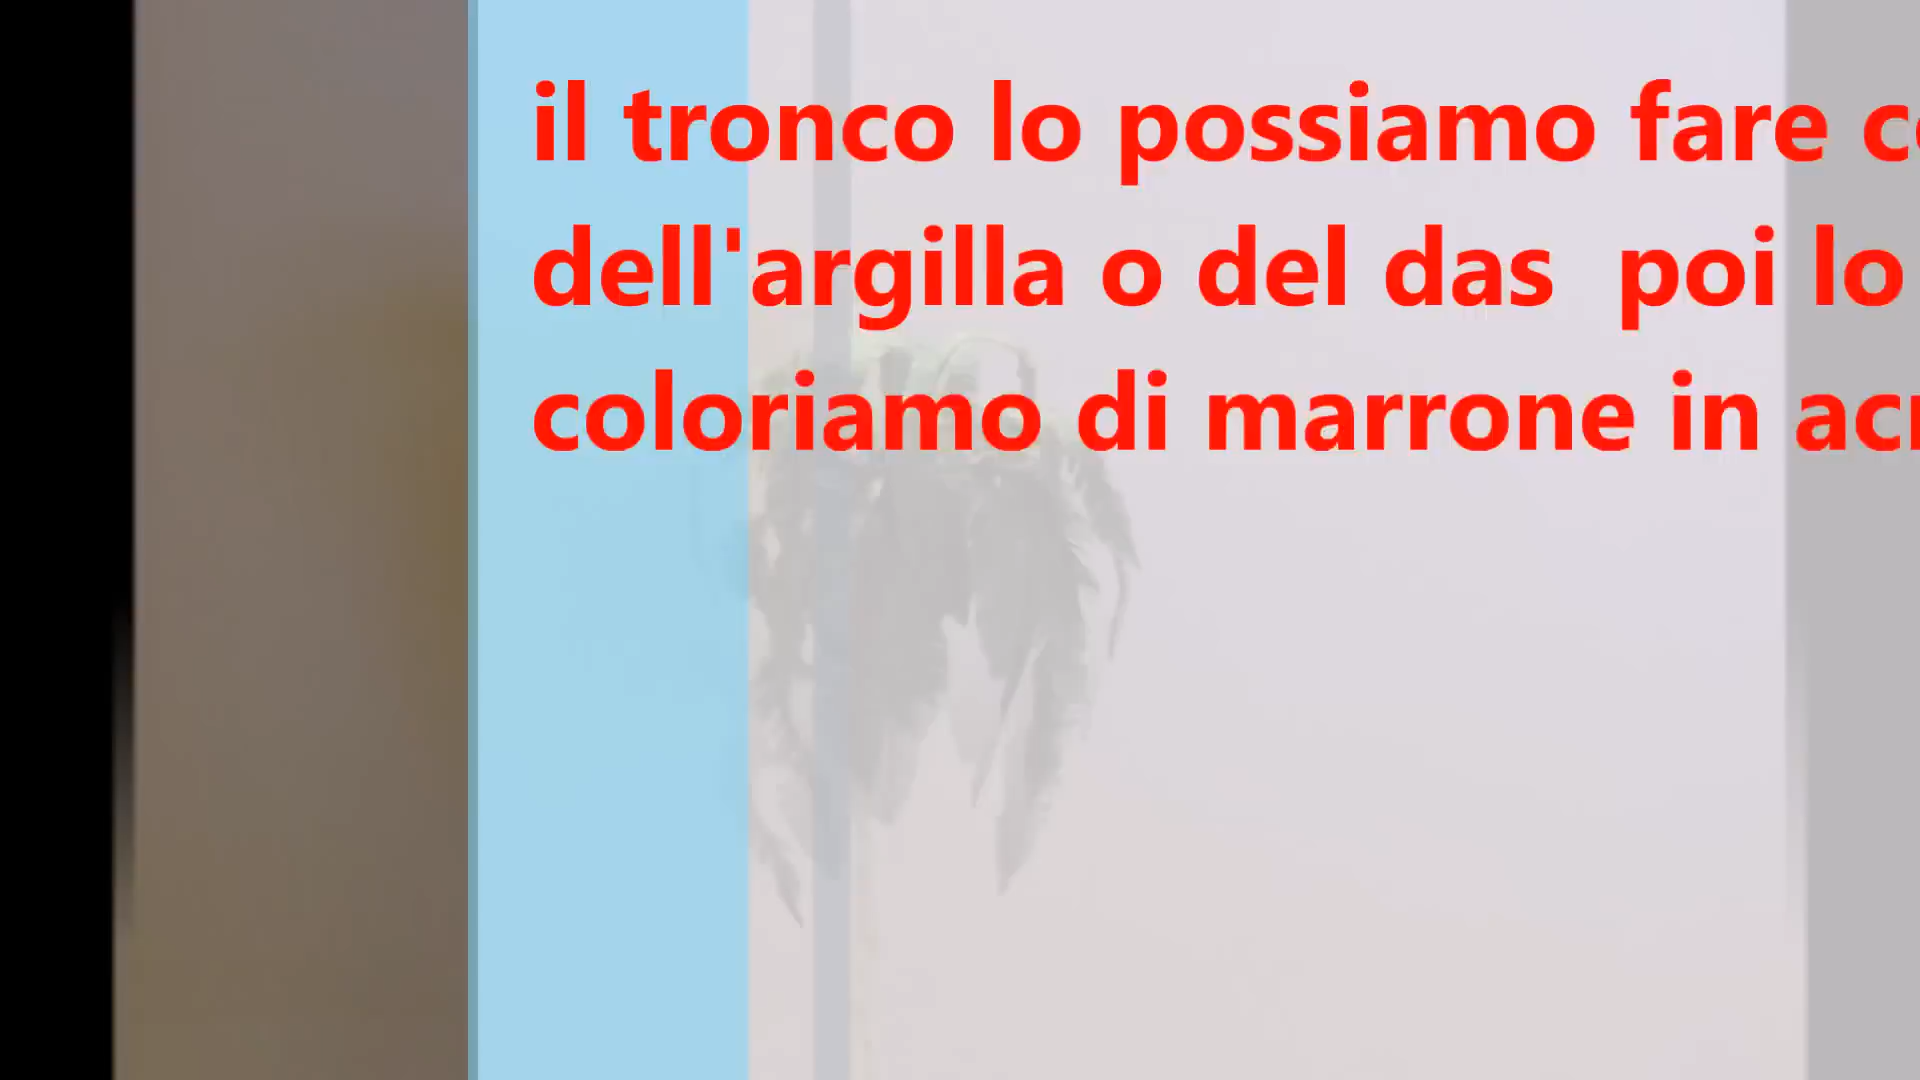 il tronco lo possiamo fare
dell'argilla o del das  poi lo
coloriamo di marrone in